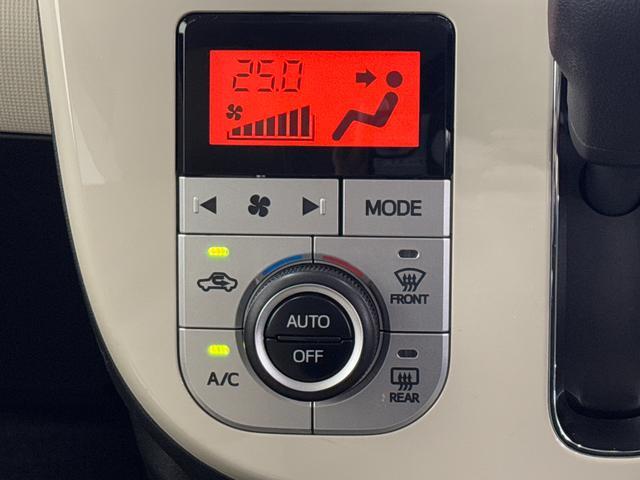 25.0
MODE
FRONT
AUTO
OFF
A/C
REAR